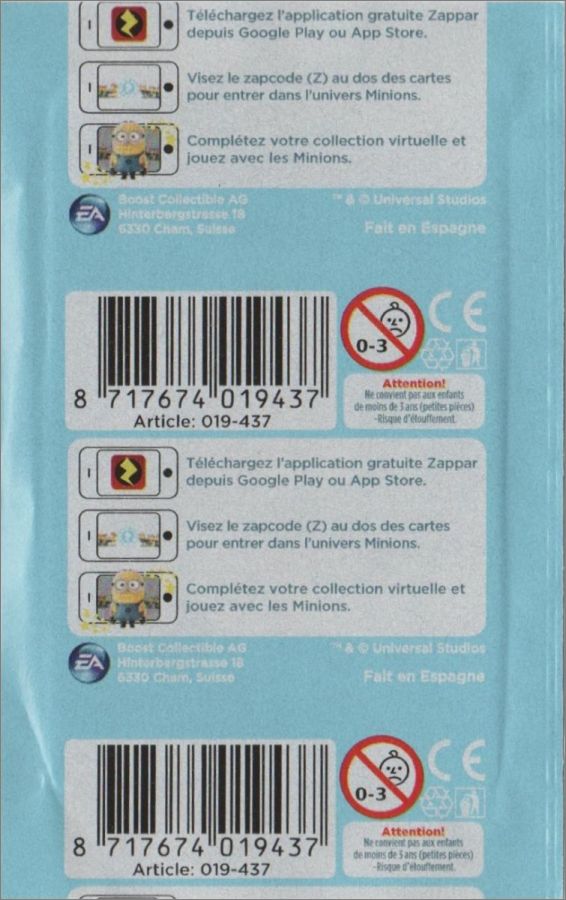 Téléchargez l'application gratuite Zappar
depuis Google Play ou App Store.
Visez le zapcode (Z) au dos des cartes
pour entrer dans l'univers Minions.
Complétez votre collection virtuelle et
jouez avec les Minions.
EA
Boost Collectible AG
Hinterbergstrasse 18
6330 Cham, Suisse
™ & © Universal Studios
Fait en Espagne
0-3
CE
8 717674 019437
Article: 019-437
Attention!
Ne convient pas aux enfants
de moins de 3 ans (petites pièces)
-Risque d'étouffement.
Téléchargez l'application gratuite Zappar
depuis Google Play ou App Store.
Visez le zapcode (Z) au dos des cartes
pour entrer dans l'univers Minions.
Complétez votre collection virtuelle et
jouez avec les Minions.
EA
Boost Collectible AG
Hinterbergstrasse 18
6330 Cham, Suisse
™ & © Universal Studios
Fait en Espagne
0-3
CE
8 717674 019437
Article: 019-437
Attention!
Ne convient pas aux enfants
de moins de 3 ans (petites pièces)
-Risque d'étouffement.